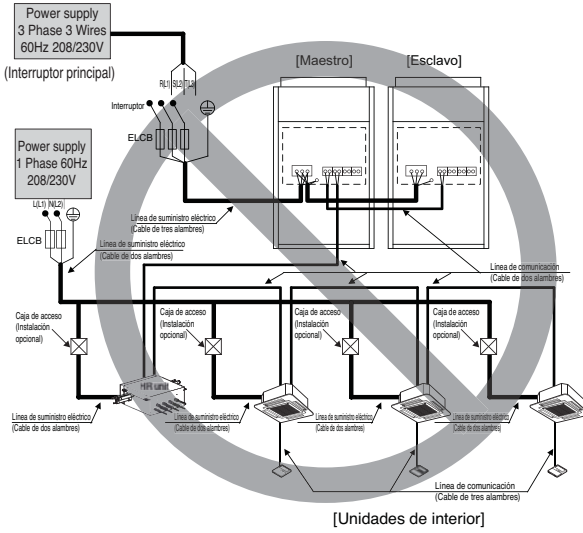 Power supply
3 Phase 3 Wires
60Hz 208/230V
(Interruptor principal)
[Maestro]
[Esclavo]
R(L1) S(L2) T(L3)
Interruptor
ELCB
Power supply
1 Phase 60Hz
208/230V
L(L1) N(L2)
ELCB
Línea de suministro eléctrico
(Cable de tres alambres)
Línea de suministro eléctrico
(Cable de dos alambres)
Línea de comunicación
(Cable de dos alambres)
Caja de acceso
(Instalación
opcional)
Caja de acceso
(Instalación
opcional)
Caja de acceso
(Instalación
opcional)
Caja de acceso
(Instalación
opcional)
HR unit
Línea de suministro eléctrico
(Cable de dos alambres)
Línea de suministro eléctrico
(Cable de dos alambres)
Línea de suministro eléctrico
(Cable de dos alambres)
Línea de suministro eléctrico
(Cable de dos alambres)
Línea de comunicación
(Cable de tres alambres)
[Unidades de interior]